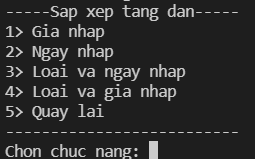 -----Sap xep tang dan-----
1> Gia nhap
2> Ngay nhap
3> Loai va ngay nhap
4> Loai va gia nhap
5> Quay lai
--------------------------
Chon chuc nang: